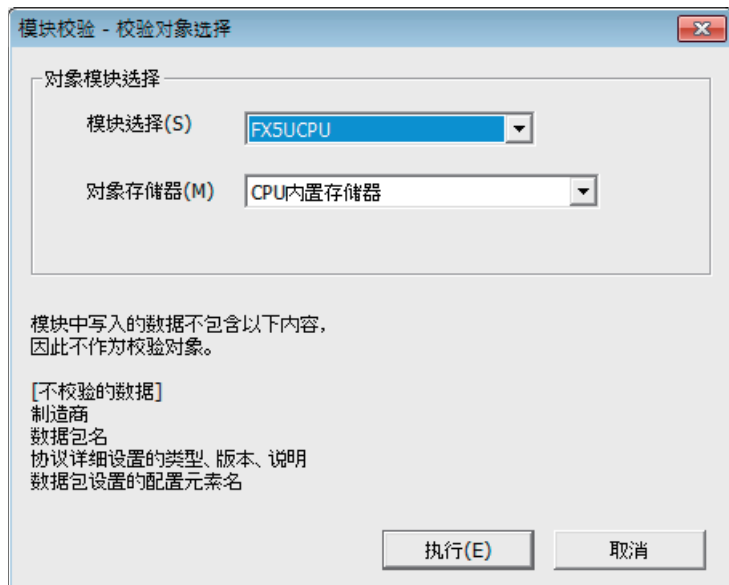 模块校验 - 校验对象选择
对象模块选择
模块选择(S)
FX5UCPU
对象存储器(M)
CPU内置存储器
模块中写入的数据不包含以下内容,
因此不作为校验对象。
[不校验的数据]
制造商
数据包名
协议详细设置的类型、版本、说明
数据包设置的配置元素名
执行(E)
取消